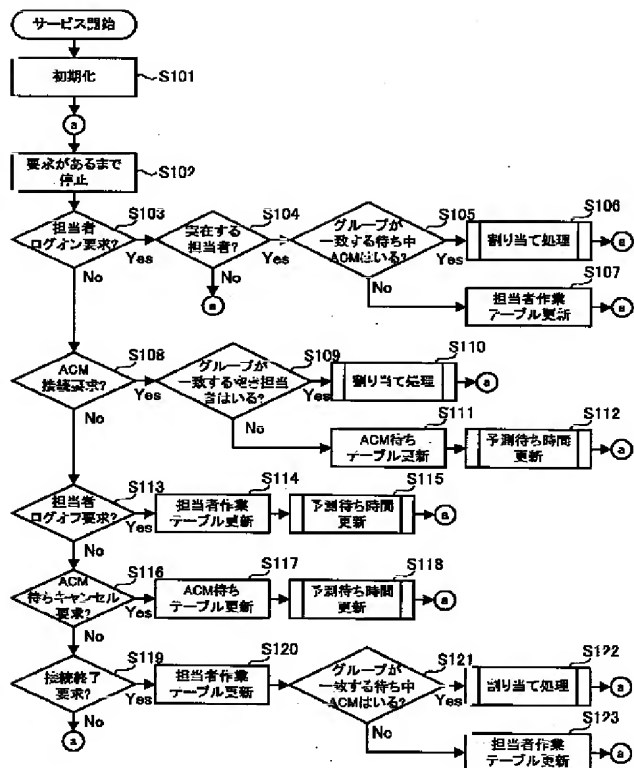 サービス開始
初期化
S101
a
要求があるまで
停止
S102
担当者
ログオン要求?
S103
Yes
No
実在する
担当者?
S104
Yes
No
a
グループが
一致する待ち中
ACMはいる?
S105
Yes
No
割り当て処理
S106
a
担当者作業
テーブル更新
S107
a
ACM
接続要求?
S108
Yes
No
グループが
一致する空き担当
者はいる?
S109
Yes
No
割り当て処理
S110
a
ACM待ち
テーブル更新
S111
予測待ち時間
更新
S112
a
担当者
ログオフ要求?
S113
Yes
No
担当者作業
テーブル更新
S114
予測待ち時間
更新
S115
a
ACM
待ちキャンセル
要求?
S116
Yes
No
ACM待ち
テーブル更新
S117
予測待ち時間
更新
S118
a
接続終了
要求?
S119
Yes
No
a
担当者作業
テーブル更新
S120
グループが
一致する待ち中
ACMはいる?
S121
Yes
No
割り当て処理
S122
a
担当者作業
テーブル更新
S123
a